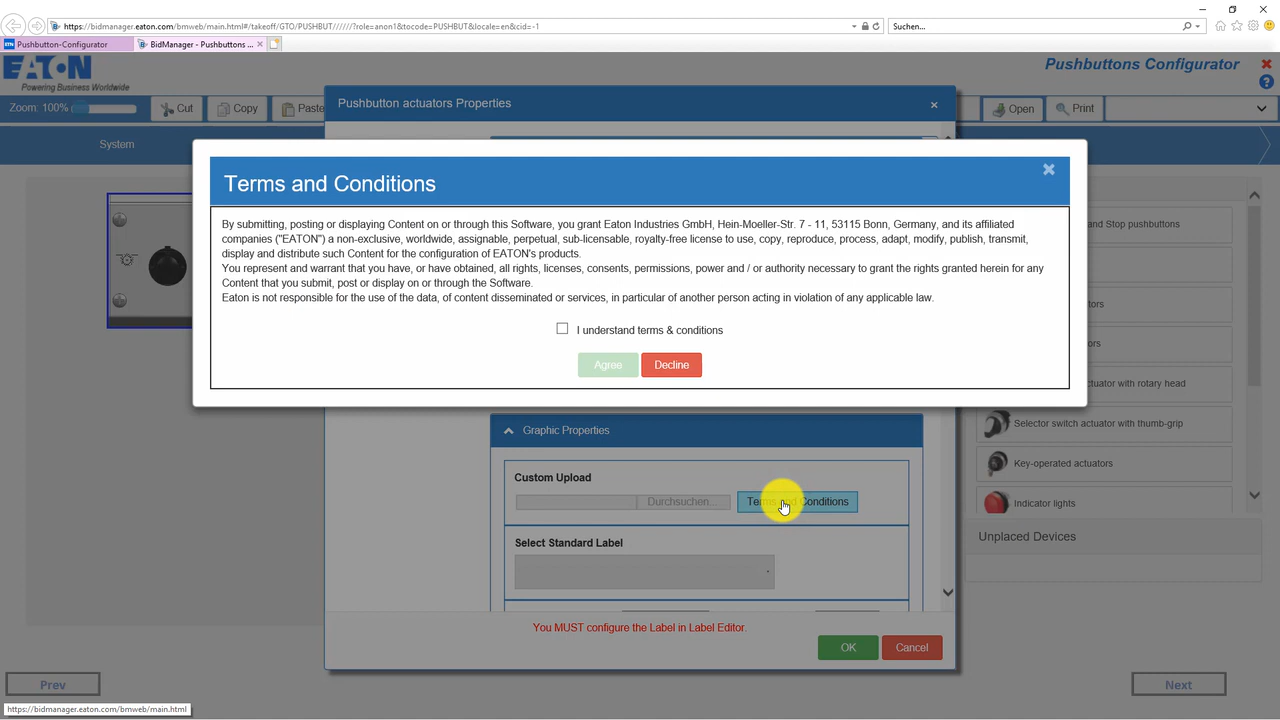 https://bidmanager.eaton.com/bmweb/main.html#/takeoff/GTO/PUSHBUT//////?role=anon1&tocode=PUSHBUT&locale=en&cid=-1
Suchen...
Pushbutton-Configurator
BidManager - Pushbuttons ...
EATON
Powering Business Worldwide
Pushbuttons Configurator
Zoom: 100%
Cut
Copy
Paste
Open
Print
System
Pushbutton actuators Properties
Terms and Conditions
By submitting, posting or displaying Content on or through this Software, you grant Eaton Industries GmbH, Hein-Moeller-Str. 7 - 11, 53115 Bonn, Germany, and its affiliated
companies ("EATON") a non-exclusive, worldwide, assignable, perpetual, sub-licensable, royalty-free license to use, copy, reproduce, process, adapt, modify, publish, transmit,
display and distribute such Content for the configuration of EATON's products.
You represent and warrant that you have, or have obtained, all rights, licenses, consents, permissions, power and / or authority necessary to grant the rights granted herein for any
Content that you submit, post or display on or through the Software.
Eaton is not responsible for the use of the data, of content disseminated or services, in particular of another person acting in violation of any applicable law.
I understand terms & conditions
Agree
Decline
and Stop pushbuttons
actuator with rotary head
Selector switch actuator with thumb-grip
Key-operated actuators
Indicator lights
Unplaced Devices
Graphic Properties
Custom Upload
Durchsuchen...
Terms and Conditions
Select Standard Label
You MUST configure the Label in Label Editor.
OK
Cancel
Prev
Next
https://bidmanager.eaton.com/bmweb/main.html